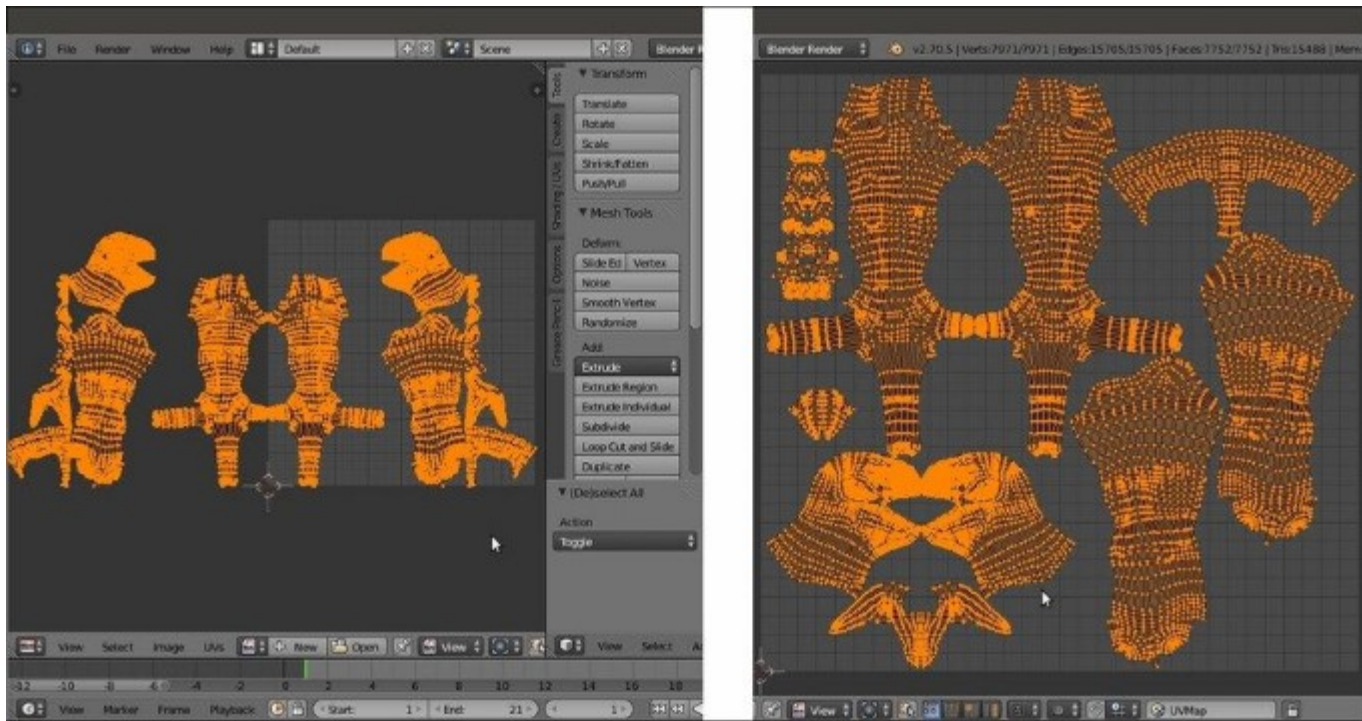 File Render Window Help Default Scene Blender R
Tools
Create
Shading / UVs
Options
Grease Pencil
Transform
Translate
Rotate
Scale
Shrink/Fatten
Push/Pull
Mesh Tools
Deform:
Slide Ed Vertex
Noise
Smooth Vertex
Randomize
Add:
Extrude
Extrude Region
Extrude Individual
Subdivide
Loop Cut and Slide
Duplicate
(De)select All
Action
Toggle
View Select Image UVs New Open View View Select A
-12 -10 -8 -6 -4 -2 0 2 4 6 8 10 12 14 16 18
View Marker Frame Playback Start: 1 End: 21 1
Blender Render v2.70.5 | Verts:7971/7971 | Edges:15705/15705 | Faces:7752/7752 | Tris:15488 | Mem
View UVMap